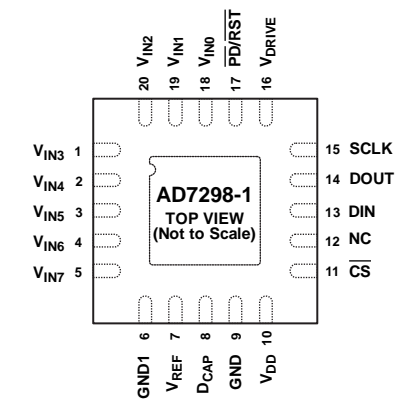 20 VIN2
19 VIN1
18 VIN0
17 PD/RST
16 VDRIVE
VIN3 1
VIN4 2
VIN5 3
VIN6 4
VIN7 5
AD7298-1
TOP VIEW
(Not to Scale)
15 SCLK
14 DOUT
13 DIN
12 NC
11 CS
GND1 6
VREF 7
DCAP 8
GND 9
VDD 10